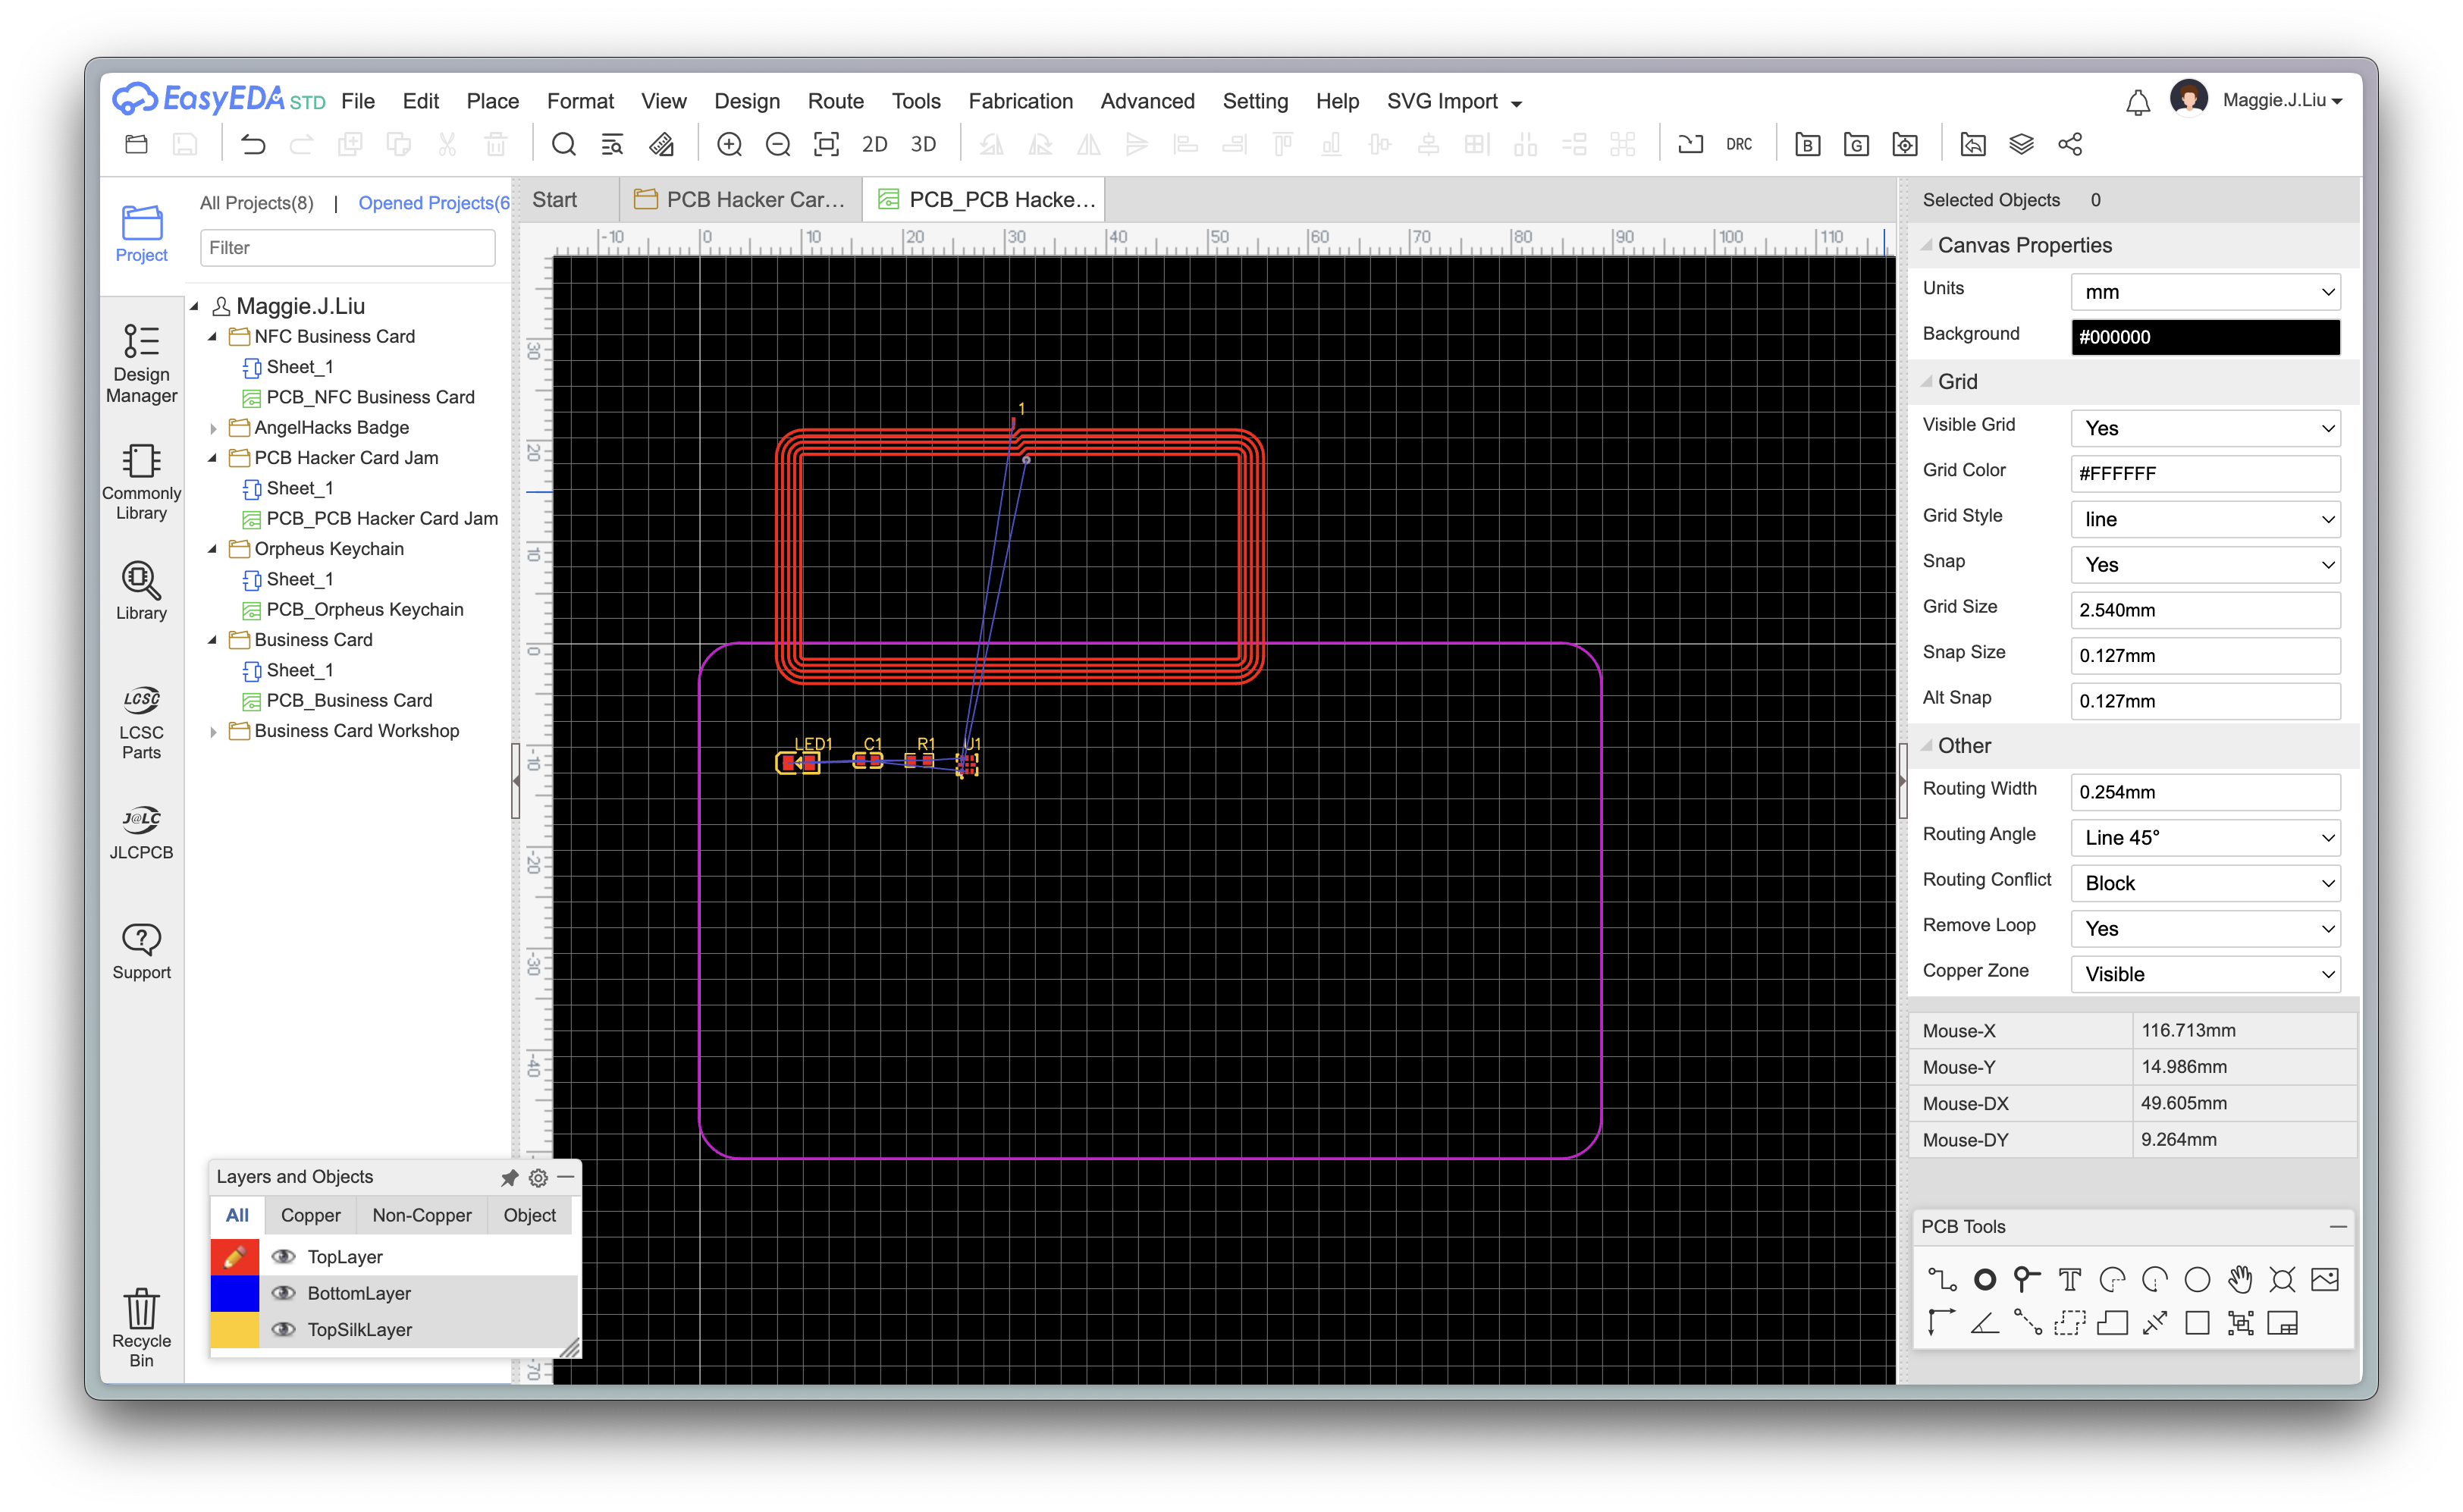 EasyEDA STD File Edit Place Format View Design Route Tools Fabrication Advanced Setting Help SVG Import Maggie.J.Liu
2D 3D DRC B G
All Projects(8) | Opened Projects(6
Filter
Project
Design Manager
Commonly Library
Library
LCSC
LCSC Parts
J@LC
JLCPCB
Support
Recycle Bin
Maggie.J.Liu
NFC Business Card
Sheet_1
PCB_NFC Business Card
AngelHacks Badge
PCB Hacker Card Jam
Sheet_1
PCB_PCB Hacker Card Jam
Orpheus Keychain
Sheet_1
PCB_Orpheus Keychain
Business Card
Sheet_1
PCB_Business Card
Business Card Workshop
Start PCB Hacker Car... PCB_PCB Hacke...
-10 0 10 20 30 40 50 60 70 80 90 100 110
30
20
10
0
-10
-20
-30
-40
-70
1
LED1 C1 R1 U1
Layers and Objects
All Copper Non-Copper Object
TopLayer
BottomLayer
TopSilkLayer
Selected Objects 0
Canvas Properties
Units mm
Background #000000
Grid
Visible Grid Yes
Grid Color #FFFFFF
Grid Style line
Snap Yes
Grid Size 2.540mm
Snap Size 0.127mm
Alt Snap 0.127mm
Other
Routing Width 0.254mm
Routing Angle Line 45°
Routing Conflict Block
Remove Loop Yes
Copper Zone Visible
Mouse-X 116.713mm
Mouse-Y 14.986mm
Mouse-DX 49.605mm
Mouse-DY 9.264mm
PCB Tools